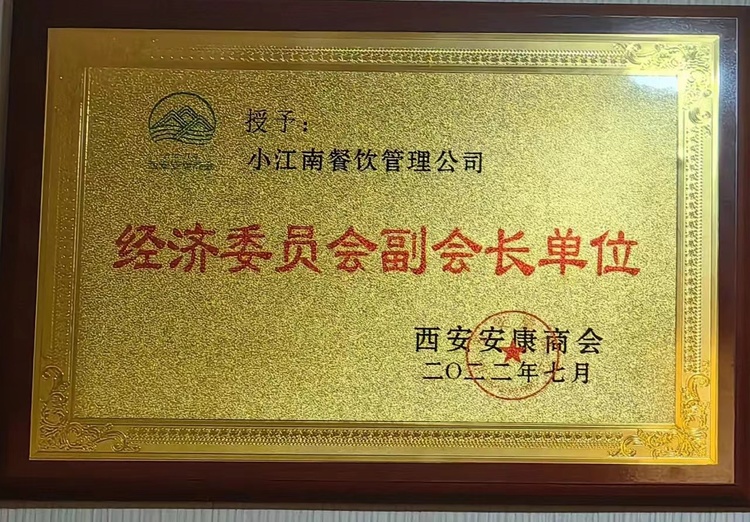 授予：
小江南餐饮管理公司
经济委员会副会长单位
西安安康商会
二〇二二年七月